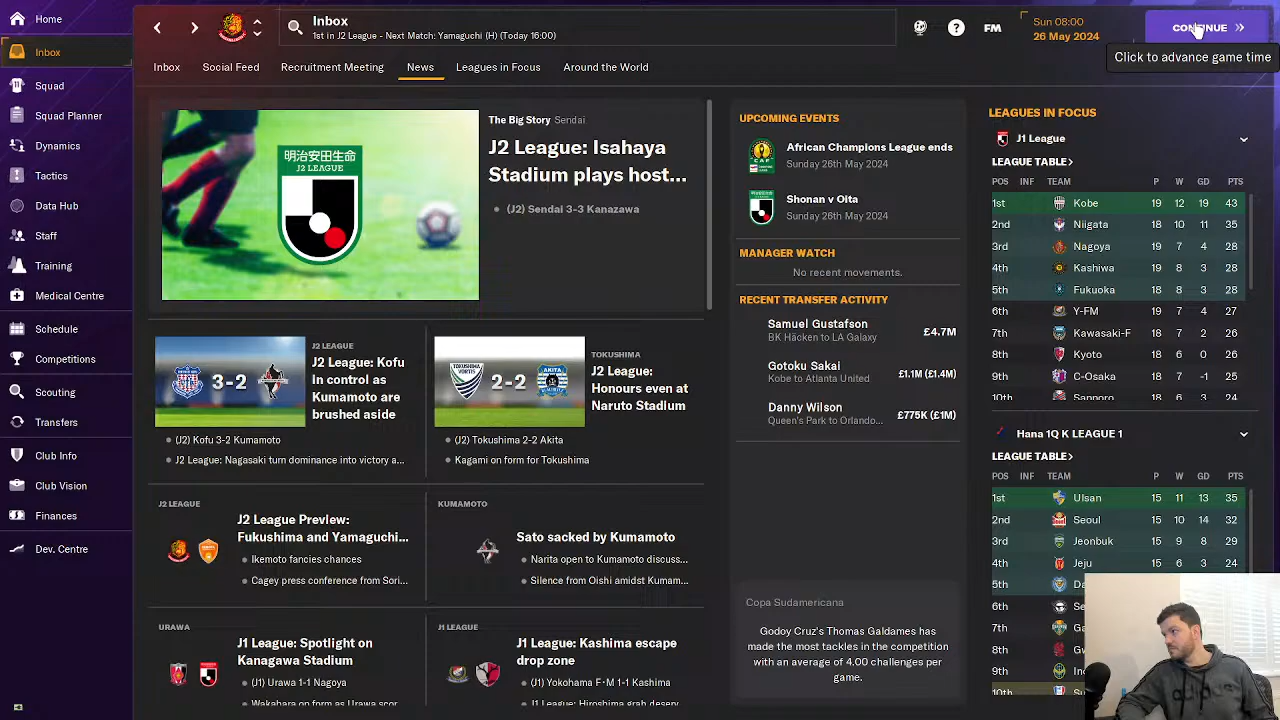 Home
Inbox
1st in J2 League - Next Match: Yamaguchi (H) (Today 16:00)
FM
Sun 08:00
26 May 2024
CONTINUE
Click to advance game time
Inbox
Squad
Squad Planner
Dynamics
Tactics
Data Hub
Staff
Training
Medical Centre
Schedule
Competitions
Scouting
Transfers
Club Info
Club Vision
Finances
Dev. Centre
Inbox
Social Feed
Recruitment Meeting
News
Leagues in Focus
Around the World
明治安田生命
J2 LEAGUE
The Big Story Sendai
J2 League: Isahaya
Stadium plays host...
(J2) Sendai 3-3 Kanazawa
3-2
J2 LEAGUE
J2 League: Kofu
in control as
Kumamoto are
brushed aside
(J2) Kofu 3-2 Kumamoto
J2 League: Nagasaki turn dominance into victory a...
2-2
TOKUSHIMA
J2 League:
Honours even at
Naruto Stadium
(J2) Tokushima 2-2 Akita
Kagami on form for Tokushima
J2 LEAGUE
J2 League Preview:
Fukushima and Yamaguchi...
Ikemoto fancies chances
Cagey press conference from Sori...
KUMAMOTO
Sato sacked by Kumamoto
Narita open to Kumamoto discuss...
Silence from Oishi amidst Kumam...
URAWA
J1 League: Spotlight on
Kanagawa Stadium
(J1) Urawa 1-1 Nagoya
Wakahara on form as Urawa scor
J1 LEAGUE
J1 League: Kashima escape
drop zone
(J1) Yokohama F·M 1-1 Kashima
J1 League: Hiroshima grab deserv
UPCOMING EVENTS
African Champions League ends
Sunday 26th May 2024
Shonan v Oita
Sunday 26th May 2024
MANAGER WATCH
No recent movements.
RECENT TRANSFER ACTIVITY
Samuel Gustafson
BK Häcken to LA Galaxy
£4.7M
Gotoku Sakai
Kobe to Atlanta United
£1.1M (£1.4M)
Danny Wilson
Queen's Park to Orlando...
£775K (£1M)
Copa Sudamericana
Godoy Cruz's Thomas Galdames has
made the most tackles in the competition
with an average of 4.00 challenges per
game.
LEAGUES IN FOCUS
J1 League
LEAGUE TABLE>
POS INF TEAM P W GD PTS
1st Kobe 19 12 19 43
2nd Niigata 18 10 11 35
3rd Nagoya 19 7 4 28
4th Kashiwa 19 8 3 28
5th Fukuoka 18 8 3 28
6th Y-FM 19 7 4 27
7th Kawasaki-F 18 7 2 26
8th Kyoto 18 6 0 26
9th C-Osaka 18 7 -1 25
10th Sapporo 18 6 3 24
Hana 1Q K LEAGUE 1
LEAGUE TABLE>
POS INF TEAM P W GD PTS
1st Ulsan 15 11 13 35
2nd Seoul 15 10 14 32
3rd Jeonbuk 15 9 8 29
4th Jeju 15 6 3 24
5th
6th
7th
8th
9th
10th